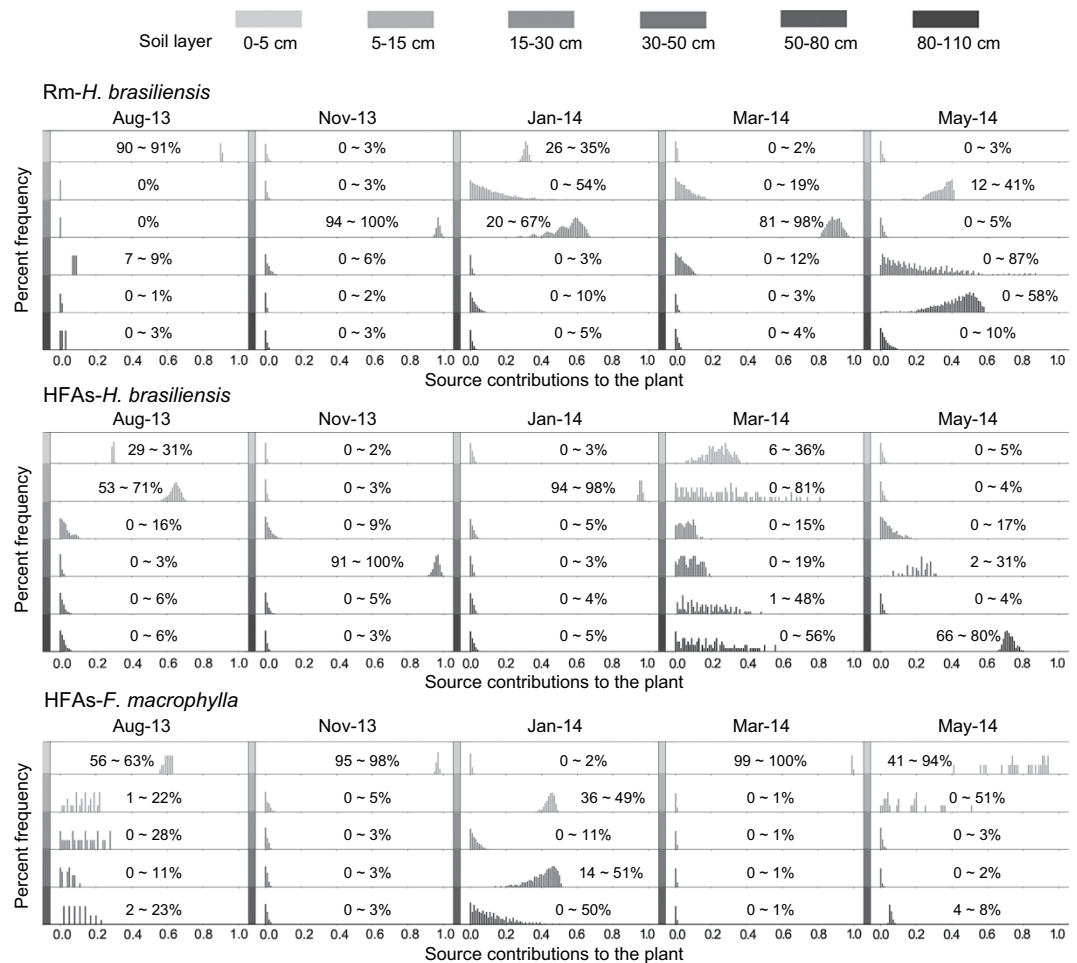 Soil layer 0-5 cm 5-15 cm 15-30 cm 30-50 cm 50-80 cm 80-110 cm
Rm-H. brasiliensis
Aug-13 Nov-13 Jan-14 Mar-14 May-14
90 ~ 91% 0 ~ 3% 26 ~ 35% 0 ~ 2% 0 ~ 3%
0% 0 ~ 3% 0 ~ 54% 0 ~ 19% 12 ~ 41%
0% 94 ~ 100% 20 ~ 67% 81 ~ 98% 0 ~ 5%
7 ~ 9% 0 ~ 6% 0 ~ 3% 0 ~ 12% 0 ~ 87%
0 ~ 1% 0 ~ 2% 0 ~ 10% 0 ~ 3% 0 ~ 58%
0 ~ 3% 0 ~ 3% 0 ~ 5% 0 ~ 4% 0 ~ 10%
Percent frequency
0.0 0.2 0.4 0.6 0.8 1.0 0.0 0.2 0.4 0.6 0.8 1.0 0.0 0.2 0.4 0.6 0.8 1.0 0.0 0.2 0.4 0.6 0.8 1.0 0.0 0.2 0.4 0.6 0.8 1.0
Source contributions to the plant
HFAs-H. brasiliensis
Aug-13 Nov-13 Jan-14 Mar-14 May-14
29 ~ 31% 0 ~ 2% 0 ~ 3% 6 ~ 36% 0 ~ 5%
53 ~ 71% 0 ~ 3% 94 ~ 98% 0 ~ 81% 0 ~ 4%
0 ~ 16% 0 ~ 9% 0 ~ 5% 0 ~ 15% 0 ~ 17%
0 ~ 3% 91 ~ 100% 0 ~ 3% 0 ~ 19% 2 ~ 31%
0 ~ 6% 0 ~ 5% 0 ~ 4% 1 ~ 48% 0 ~ 4%
0 ~ 6% 0 ~ 3% 0 ~ 5% 0 ~ 56% 66 ~ 80%
Percent frequency
0.0 0.2 0.4 0.6 0.8 1.0 0.0 0.2 0.4 0.6 0.8 1.0 0.0 0.2 0.4 0.6 0.8 1.0 0.0 0.2 0.4 0.6 0.8 1.0 0.0 0.2 0.4 0.6 0.8 1.0
Source contributions to the plant
HFAs-F. macrophylla
Aug-13 Nov-13 Jan-14 Mar-14 May-14
56 ~ 63% 95 ~ 98% 0 ~ 2% 99 ~ 100% 41 ~ 94%
1 ~ 22% 0 ~ 5% 36 ~ 49% 0 ~ 1% 0 ~ 51%
0 ~ 28% 0 ~ 3% 0 ~ 11% 0 ~ 1% 0 ~ 3%
0 ~ 11% 0 ~ 3% 14 ~ 51% 0 ~ 1% 0 ~ 2%
2 ~ 23% 0 ~ 3% 0 ~ 50% 0 ~ 1% 4 ~ 8%
Percent frequency
0.0 0.2 0.4 0.6 0.8 1.0 0.0 0.2 0.4 0.6 0.8 1.0 0.0 0.2 0.4 0.6 0.8 1.0 0.0 0.2 0.4 0.6 0.8 1.0 0.0 0.2 0.4 0.6 0.8 1.0
Source contributions to the plant